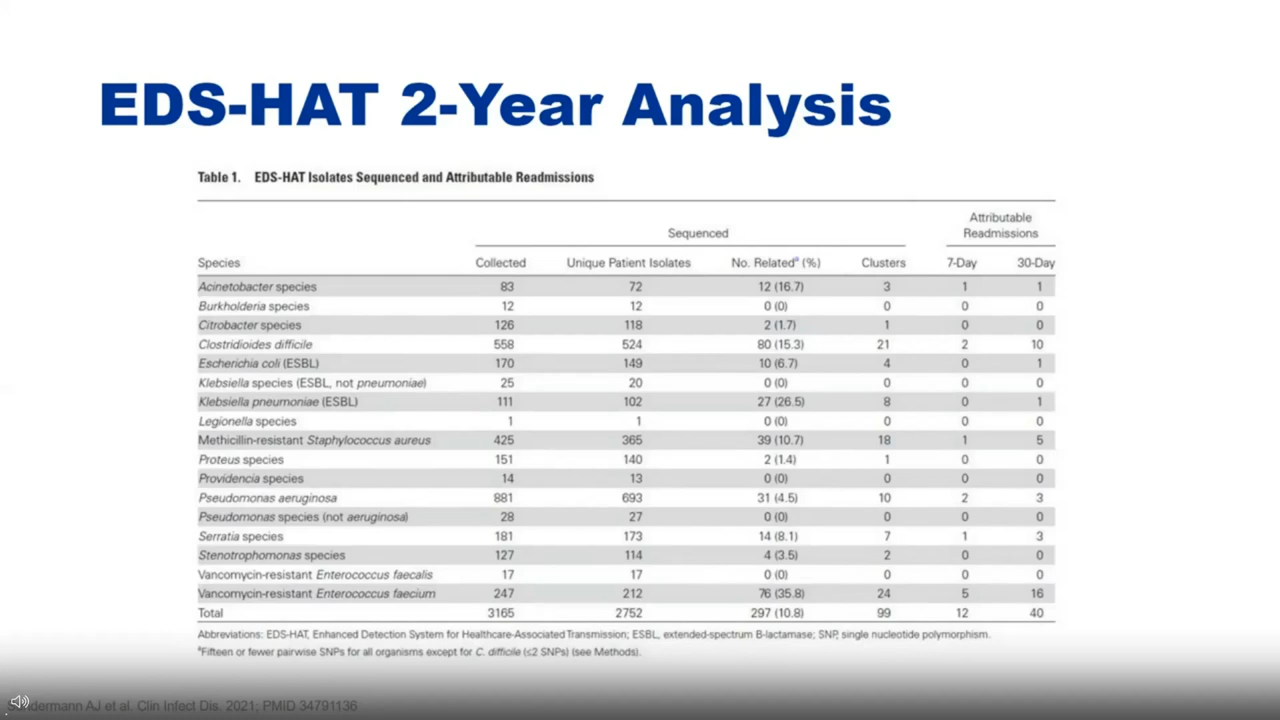 EDS-HAT 2-Year Analysis
Table 1. EDS-HAT Isolates Sequenced and Attributable Readmissions
Sequenced Attributable Readmissions
Species Collected Unique Patient Isolates No. Relatedª (%) Clusters 7-Day 30-Day
Acinetobacter species 83 72 12 (16.7) 3 1 1
Burkholderia species 12 12 0 (0) 0 0 0
Citrobacter species 126 118 2 (1.7) 1 0 0
Clostridioides difficile 558 524 80 (15.3) 21 2 10
Escherichia coli (ESBL) 170 149 10 (6.7) 4 0 1
Klebsiella species (ESBL, not pneumoniae) 25 20 0 (0) 0 0 0
Klebsiella pneumoniae (ESBL) 111 102 27 (26.5) 8 0 1
Legionella species 1 1 0 (0) 0 0 0
Methicillin-resistant Staphylococcus aureus 425 365 39 (10.7) 18 1 5
Proteus species 151 140 2 (1.4) 1 0 0
Providencia species 14 13 0 (0) 0 0 0
Pseudomonas aeruginosa 881 693 31 (4.5) 10 2 3
Pseudomonas species (not aeruginosa) 28 27 0 (0) 0 0 0
Serratia species 181 173 14 (8.1) 7 1 3
Stenotrophomonas species 127 114 4 (3.5) 2 0 0
Vancomycin-resistant Enterococcus faecalis 17 17 0 (0) 0 0 0
Vancomycin-resistant Enterococcus faecium 247 212 76 (35.8) 24 5 16
Total 3165 2752 297 (10.8) 99 12 40
Abbreviations: EDS-HAT, Enhanced Detection System for Healthcare-Associated Transmission; ESBL, extended-spectrum B-lactamase; SNP, single nucleotide polymorphism.
ªFifteen or fewer pairwise SNPs for all organisms except for C. difficile (≤2 SNPs) (see Methods).
AJ et al. Clin Infect Dis. 2021; PMID 34791136